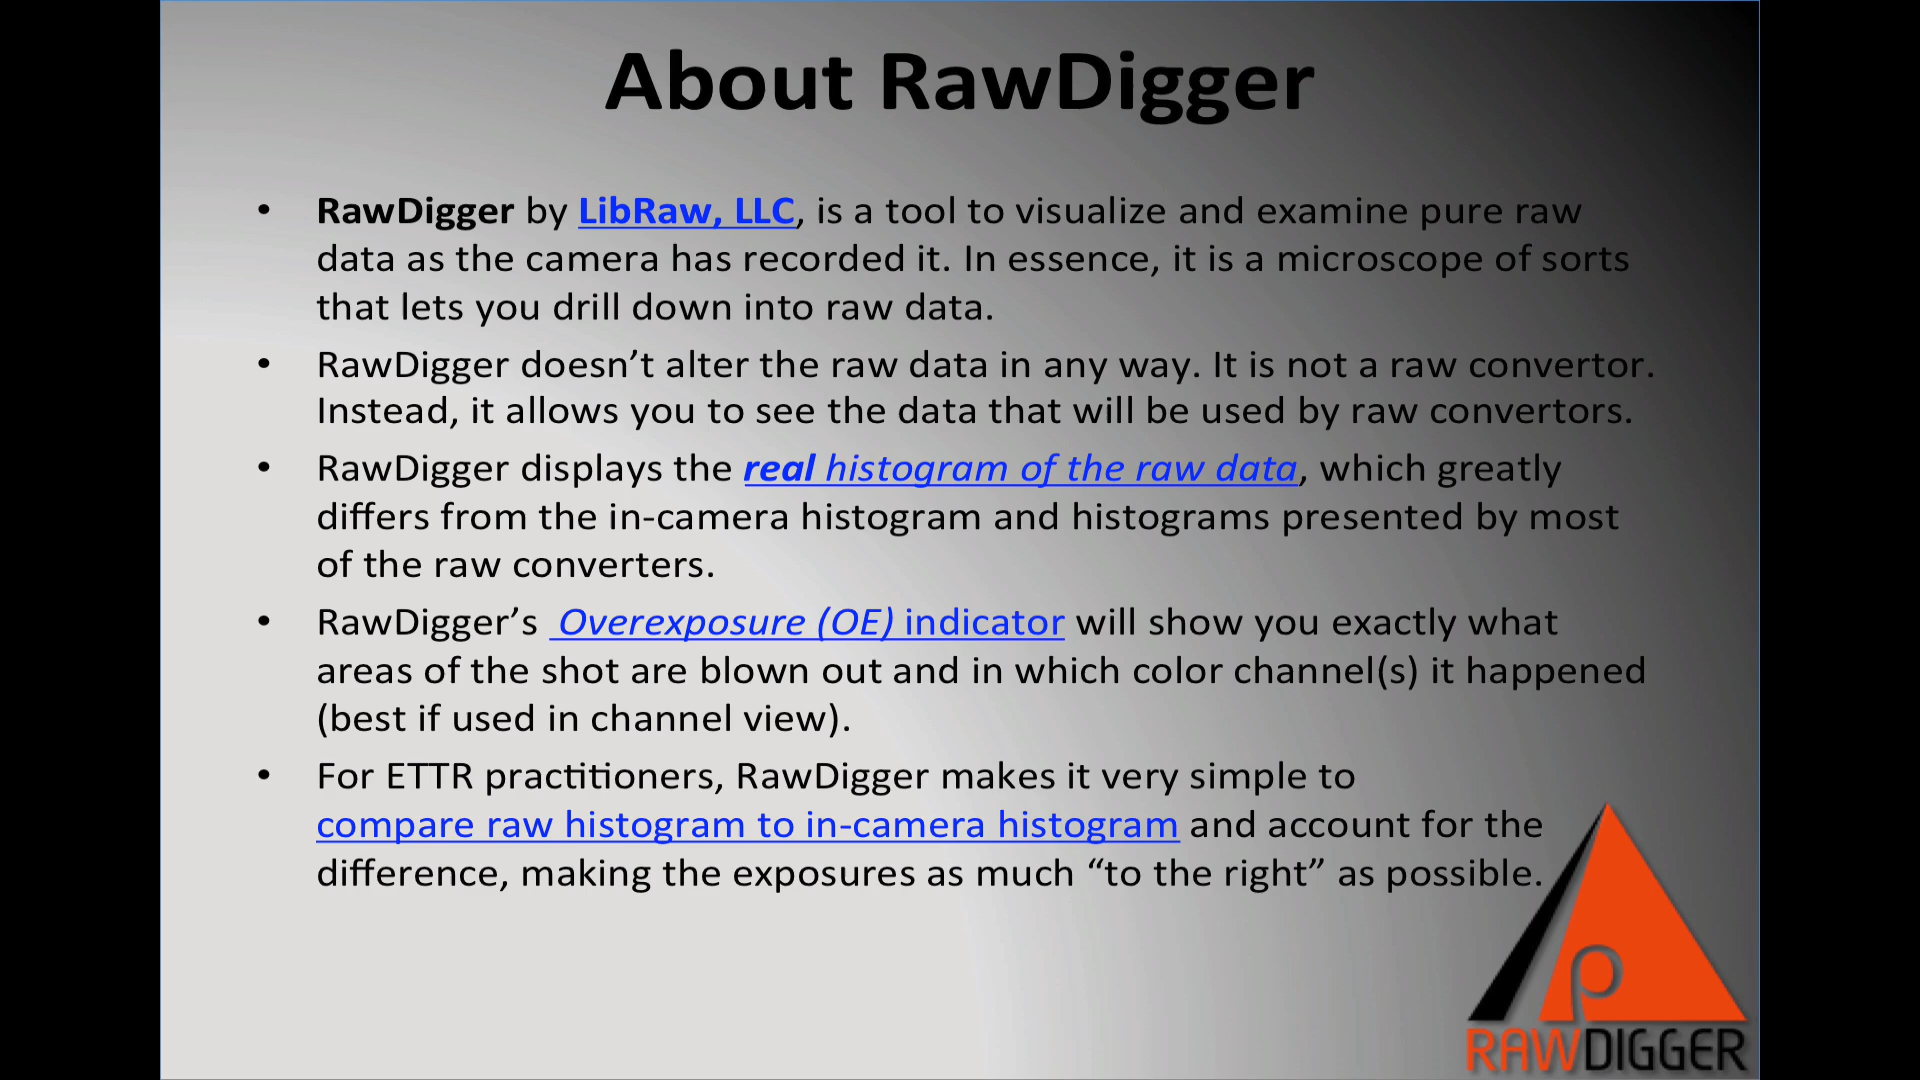 About RawDigger
• RawDigger by LibRaw, LLC, is a tool to visualize and examine pure raw
data as the camera has recorded it. In essence, it is a microscope of sorts
that lets you drill down into raw data.
• RawDigger doesn’t alter the raw data in any way. It is not a raw convertor.
Instead, it allows you to see the data that will be used by raw convertors.
• RawDigger displays the real histogram of the raw data, which greatly
differs from the in-camera histogram and histograms presented by most
of the raw converters.
• RawDigger’s Overexposure (OE) indicator will show you exactly what
areas of the shot are blown out and in which color channel(s) it happened
(best if used in channel view).
• For ETTR practitioners, RawDigger makes it very simple to
compare raw histogram to in-camera histogram and account for the
difference, making the exposures as much “to the right” as possible.
RAWDIGGER